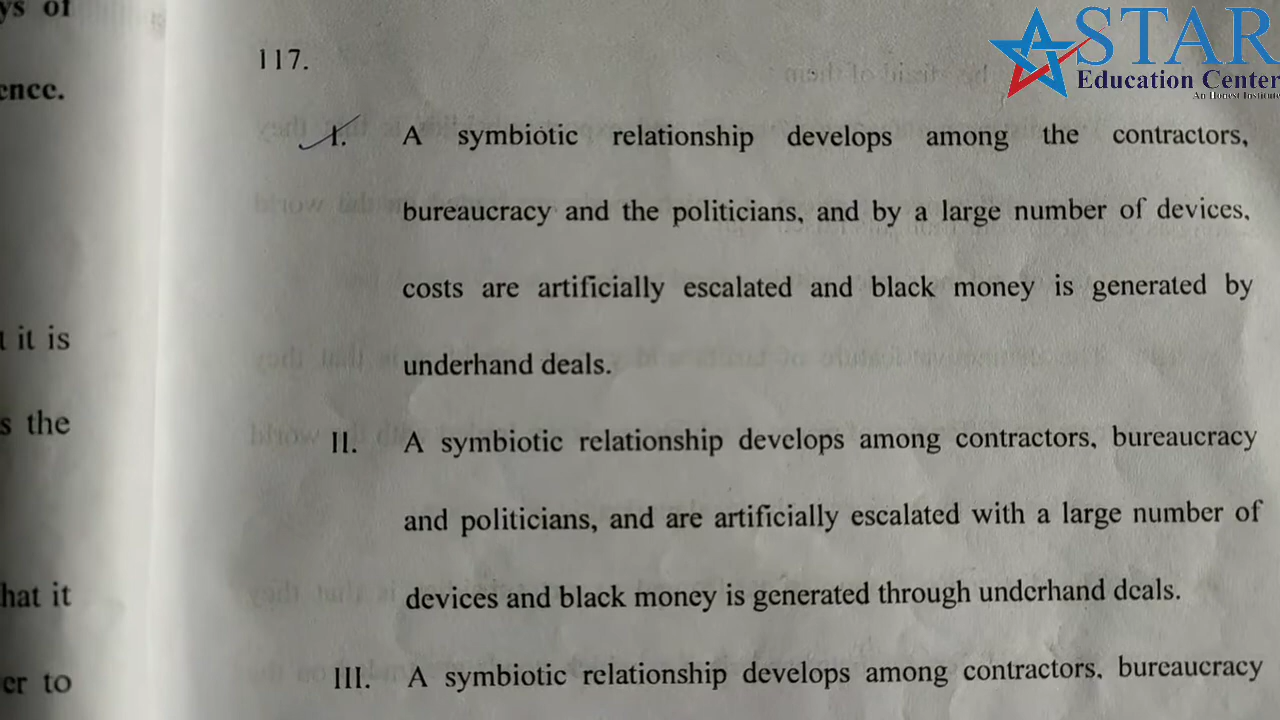 ys of
ence.
t it is
s the
hat it
er to
STAR
Education Center
An Honest Institute
117.
I. A symbiotic relationship develops among the contractors,
bureaucracy and the politicians, and by a large number of devices,
costs are artificially escalated and black money is generated by
underhand deals.
II. A symbiotic relationship develops among contractors, bureaucracy
and politicians, and are artificially escalated with a large number of
devices and black money is generated through underhand deals.
III. A symbiotic relationship develops among contractors, bureaucracy